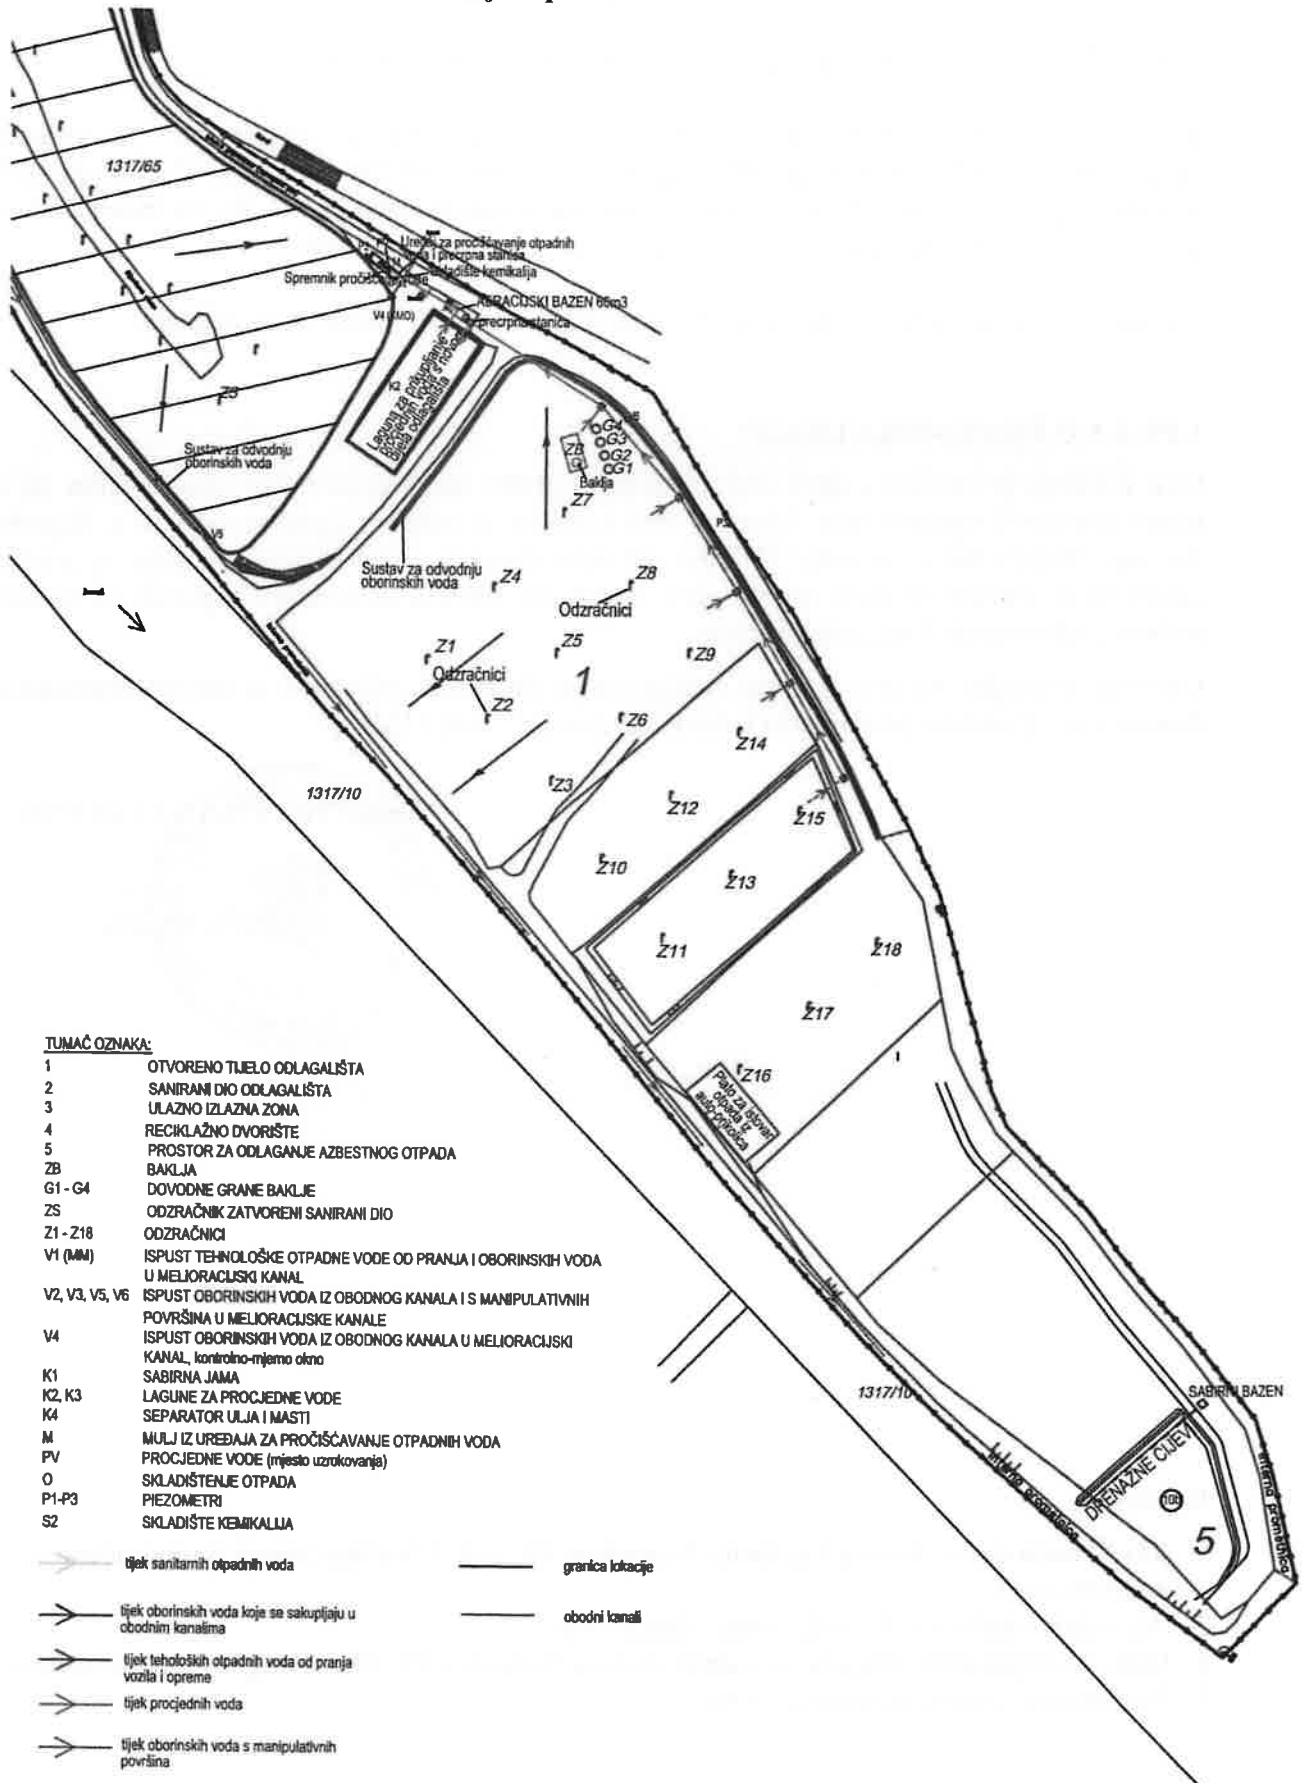 1317/65
Uređaj za pročišćavanje otpadnih
voda i precrpna stanica
skladište kemikalija
AERACIJSKI BAZEN 65m3
precrpna stanica
K2
Laguna za prikupljanje
procjednih voda s novog
dijela odlagališta
ZS
Sustav za odvodnju
oborinskih voda
V5
G4
G3
G2
G1
ZB
Baklja
Z7
Sustav za odvodnju
oborinskih voda
Z4
Z8
Odzračnici
Z1
Z5
Z9
Odzračnici
1
Z2
Z6
Z14
Z3
1317/10
Z12
Z15
Z10
Z13
Z11
Z18
Z17
Z16
Plato za istovar
otpada iz
auto-prikolica
TUMAČ OZNAKA:
1 OTVORENO TIJELO ODLAGALIŠTA
2 SANIRANI DIO ODLAGALIŠTA
3 ULAZNO IZLAZNA ZONA
4 RECIKLAŽNO DVORIŠTE
5 PROSTOR ZA ODLAGANJE AZBESTNOG OTPADA
ZB BAKLJA
G1 - G4 DOVODNE GRANE BAKLJE
ZS ODZRAČNIK ZATVORENI SANIRANI DIO
Z1 - Z18 ODZRAČNICI
V1 (MM) ISPUST TEHNOLOŠKE OTPADNE VODE OD PRANJA I OBORINSKIH VODA
U MELIORACIJSKI KANAL
V2, V3, V5, V6 ISPUST OBORINSKIH VODA IZ OBODNOG KANALA I S MANIPULATIVNIH
POVRŠINA U MELIORACIJSKE KANALE
V4 ISPUST OBORINSKIH VODA IZ OBODNOG KANALA U MELIORACIJSKI
KANAL, kontrolno-mjerno okno
K1 SABIRNA JAMA
K2, K3 LAGUNE ZA PROCJEDNE VODE
K4 SEPARATOR ULJA I MASTI
M MULJ IZ UREĐAJA ZA PROČIŠĆAVANJE OTPADNIH VODA
PV PROCJEDNE VODE (mjesto uzrokovanja)
O SKLADIŠTENJE OTPADA
P1-P3 PIEZOMETRI
S2 SKLADIŠTE KEMIKALIJA
1317/10
SABIRNI BAZEN
DRENAŽNE CIJEVI
10b
5
interna prometnica
interna prometnica
tijek sanitarnih otpadnih voda
granica lokacije
tijek oborinskih voda koje se sakupljaju u
obodnim kanalima
obodni kanali
tijek teholoških otpadnih voda od pranja
vozila i opreme
tijek procjednih voda
tijek oborinskih voda s manipulativnih
površina